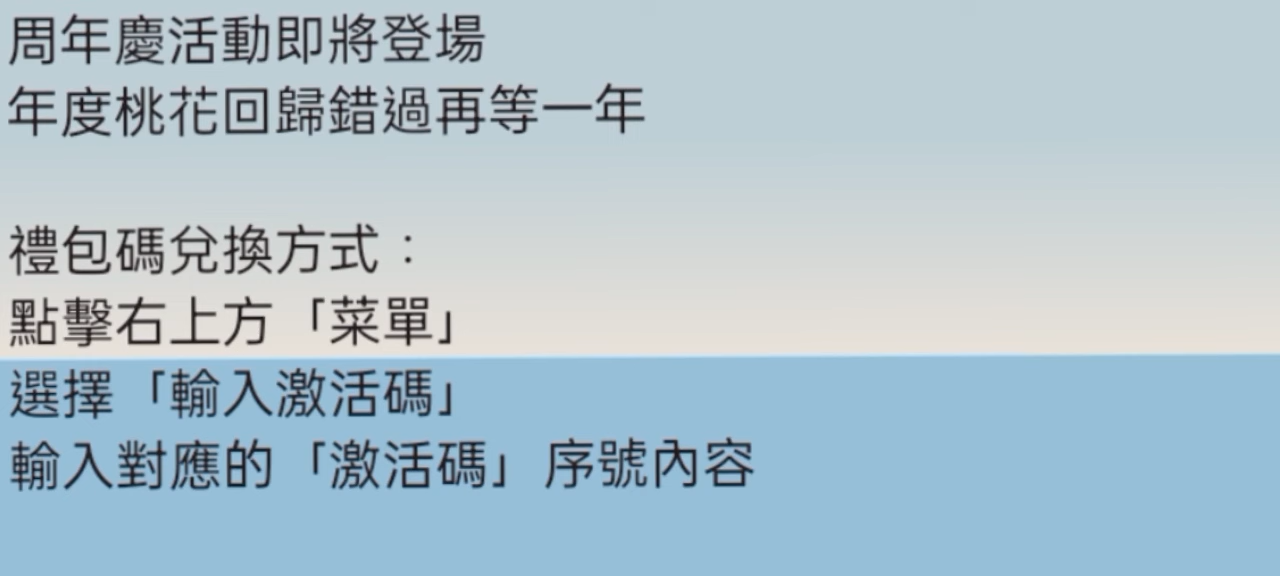 周年慶活動即將登場
年度桃花回歸錯過再等一年
禮包碼兌換方式：
點擊右上方「菜單」
選擇「輸入激活碼」
輸入對應的「激活碼」序號內容